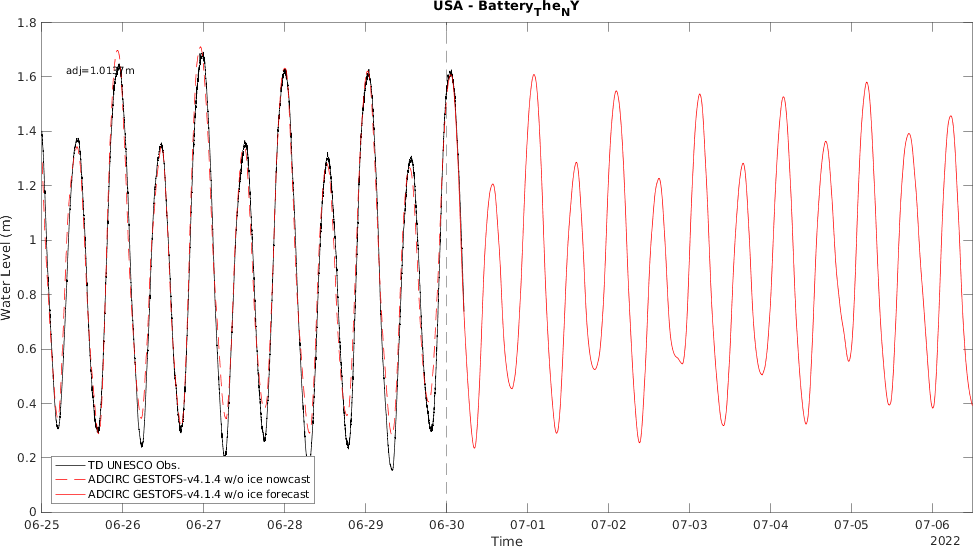 USA - Battery_The_NY
1.8
adj=1.0157m
1.6
1.4
1.2
1
0.8
0.6
0.4
0.2
0
Water Level (m)
TD UNESCO Obs.
ADCIRC GESTOFS-v4.1.4 w/o ice nowcast
ADCIRC GESTOFS-v4.1.4 w/o ice forecast
06-25 06-26 06-27 06-28 06-29 06-30 07-01 07-02 07-03 07-04 07-05 07-06
Time
2022